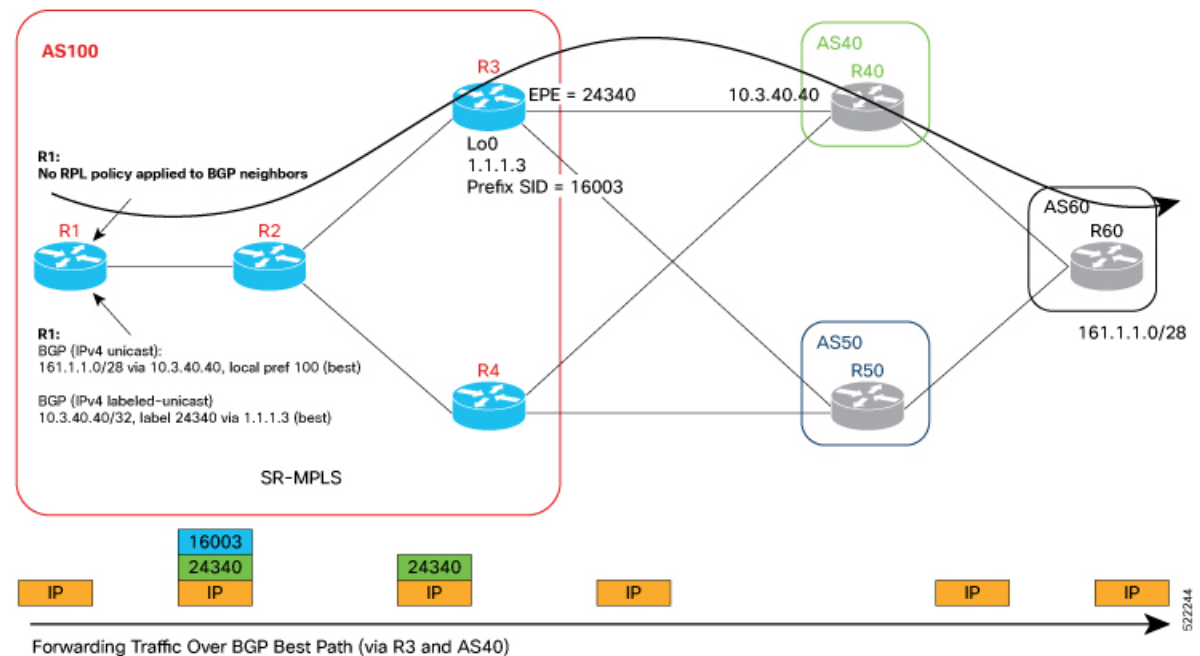 AS100
AS40
R3
R40
EPE = 24340
10.3.40.40
Lo0
1.1.1.3
Prefix SID = 16003
R1:
No RPL policy applied to BGP neighbors
AS60
R1
R2
R60
R1:
BGP (IPv4 unicast):
161.1.1.0/28 via 10.3.40.40, local pref 100 (best)
BGP (IPv4 labeled-unicast)
10.3.40.40/32, label 24340 via 1.1.1.3 (best)
161.1.1.0/28
AS50
R4
R50
SR-MPLS
16003
24340
24340
IP
IP
IP
IP
IP
IP
522244
Forwarding Traffic Over BGP Best Path (via R3 and AS40)